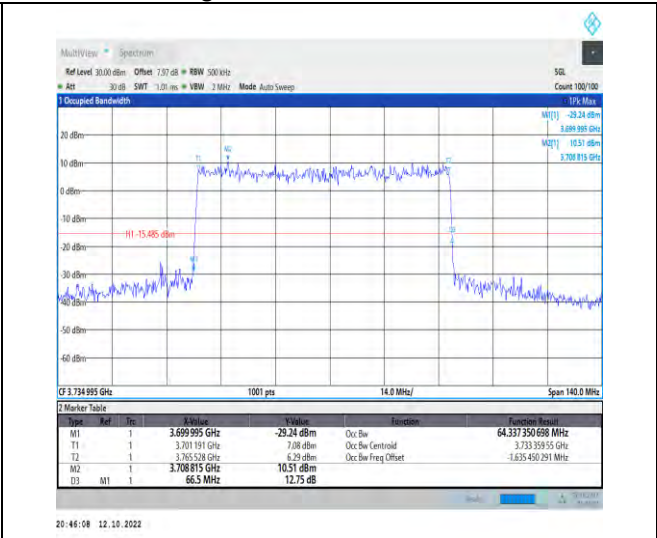 MultiView Spectrum
Ref Level 30.00 dBm Offset 7.97 dB RBW 500 kHz SGL
Att 30 dB SWT 1.01 ms VBW 2 MHz Mode Auto Sweep Count 100/100
1 Occupied Bandwidth 1Pk Max
M1[1] -29.24 dBm
3.699 995 GHz
M2[1] 10.51 dBm
3.708 815 GHz
20 dBm
M2
T1
10 dBm
0 dBm
-10 dBm
H1 -15.485 dBm
-20 dBm
-30 dBm
-40 dBm
-50 dBm
-60 dBm
CF 3.734 995 GHz 1001 pts 14.0 MHz/ Span 140.0 MHz
2 Marker Table
Type Ref Trc X-Value Y-Value Function Function Result
M1 1 3.699 995 GHz -29.24 dBm Occ Bw 64.337 350 698 MHz
T1 1 3.701 191 GHz 7.08 dBm Occ Bw Centroid 3.733 359 55 GHz
T2 1 3.765 528 GHz 6.29 dBm Occ Bw Freq Offset -1.635 450 291 MHz
M2 1 3.708 815 GHz 10.51 dBm
D3 M1 1 66.5 MHz 12.75 dB
20:46:08 12.10.2022